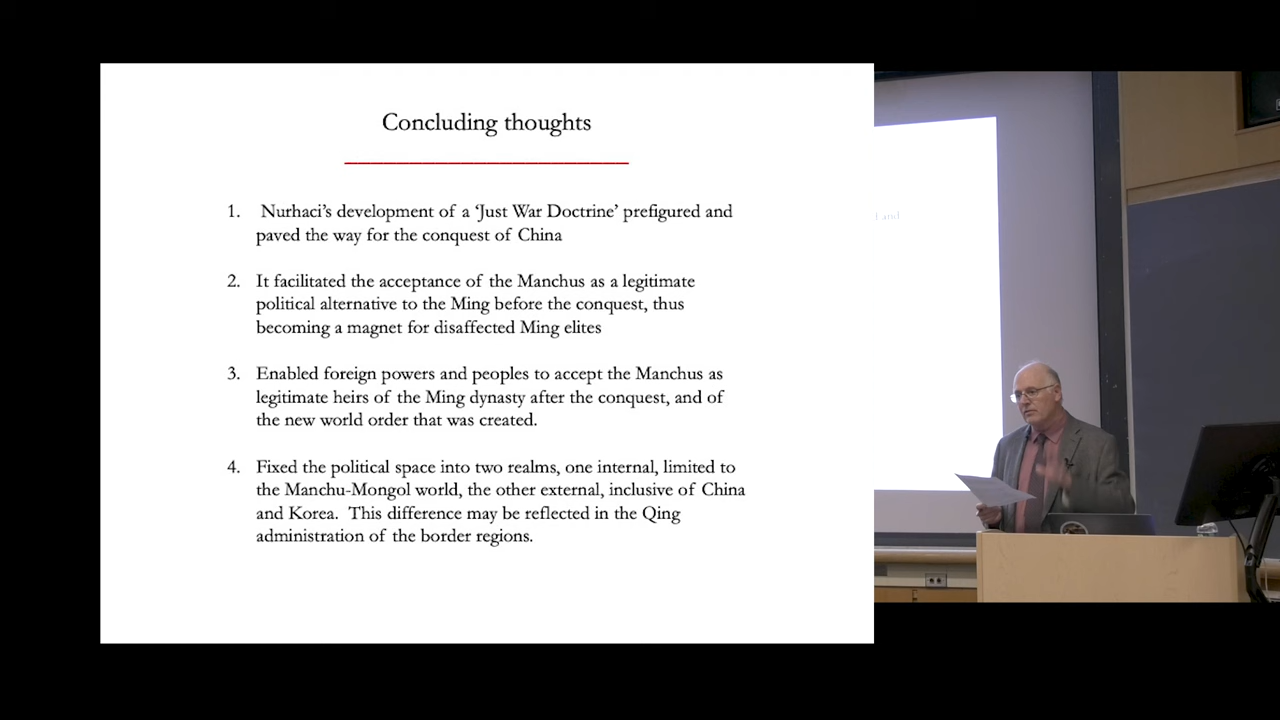 Concluding thoughts
1. Nurhaci's development of a ‘Just War Doctrine’ prefigured and
paved the way for the conquest of China
2. It facilitated the acceptance of the Manchus as a legitimate
political alternative to the Ming before the conquest, thus
becoming a magnet for disaffected Ming elites
3. Enabled foreign powers and peoples to accept the Manchus as
legitimate heirs of the Ming dynasty after the conquest, and of
the new world order that was created.
4. Fixed the political space into two realms, one internal, limited to
the Manchu-Mongol world, the other external, inclusive of China
and Korea. This difference may be reflected in the Qing
administration of the border regions.
and